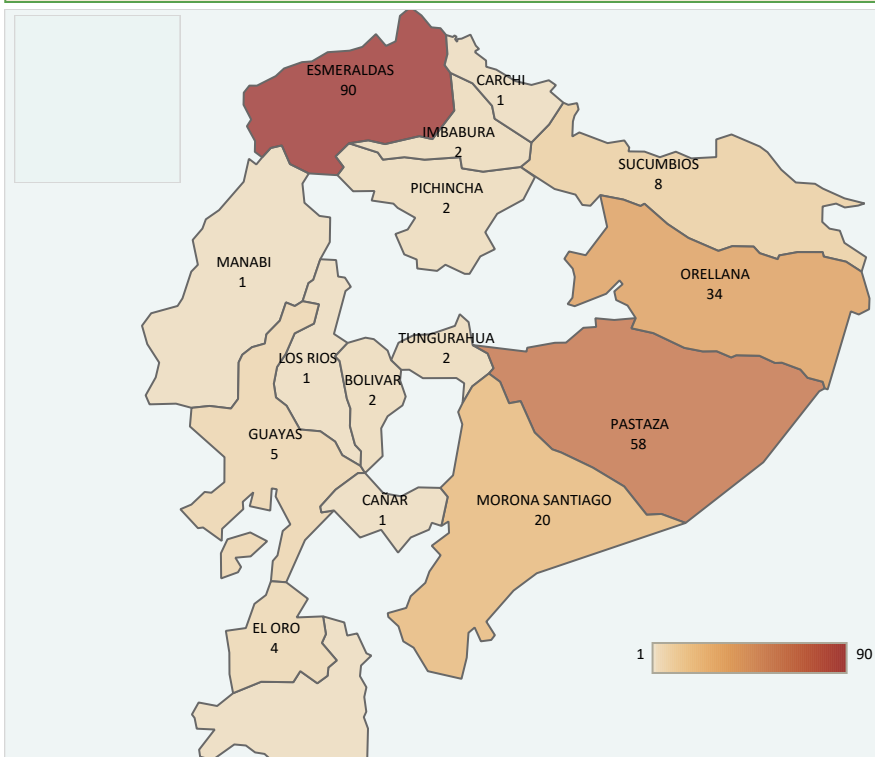 ESMERALDAS
90
CARCHI
1
IMBABURA
2
SUCUMBIOS
8
PICHINCHA
2
MANABI
1
ORELLANA
34
TUNGURAHUA
2
LOS RIOS
1
BOLIVAR
2
PASTAZA
58
GUAYAS
5
CAÑAR
1
MORONA SANTIAGO
20
EL ORO
4
1 90